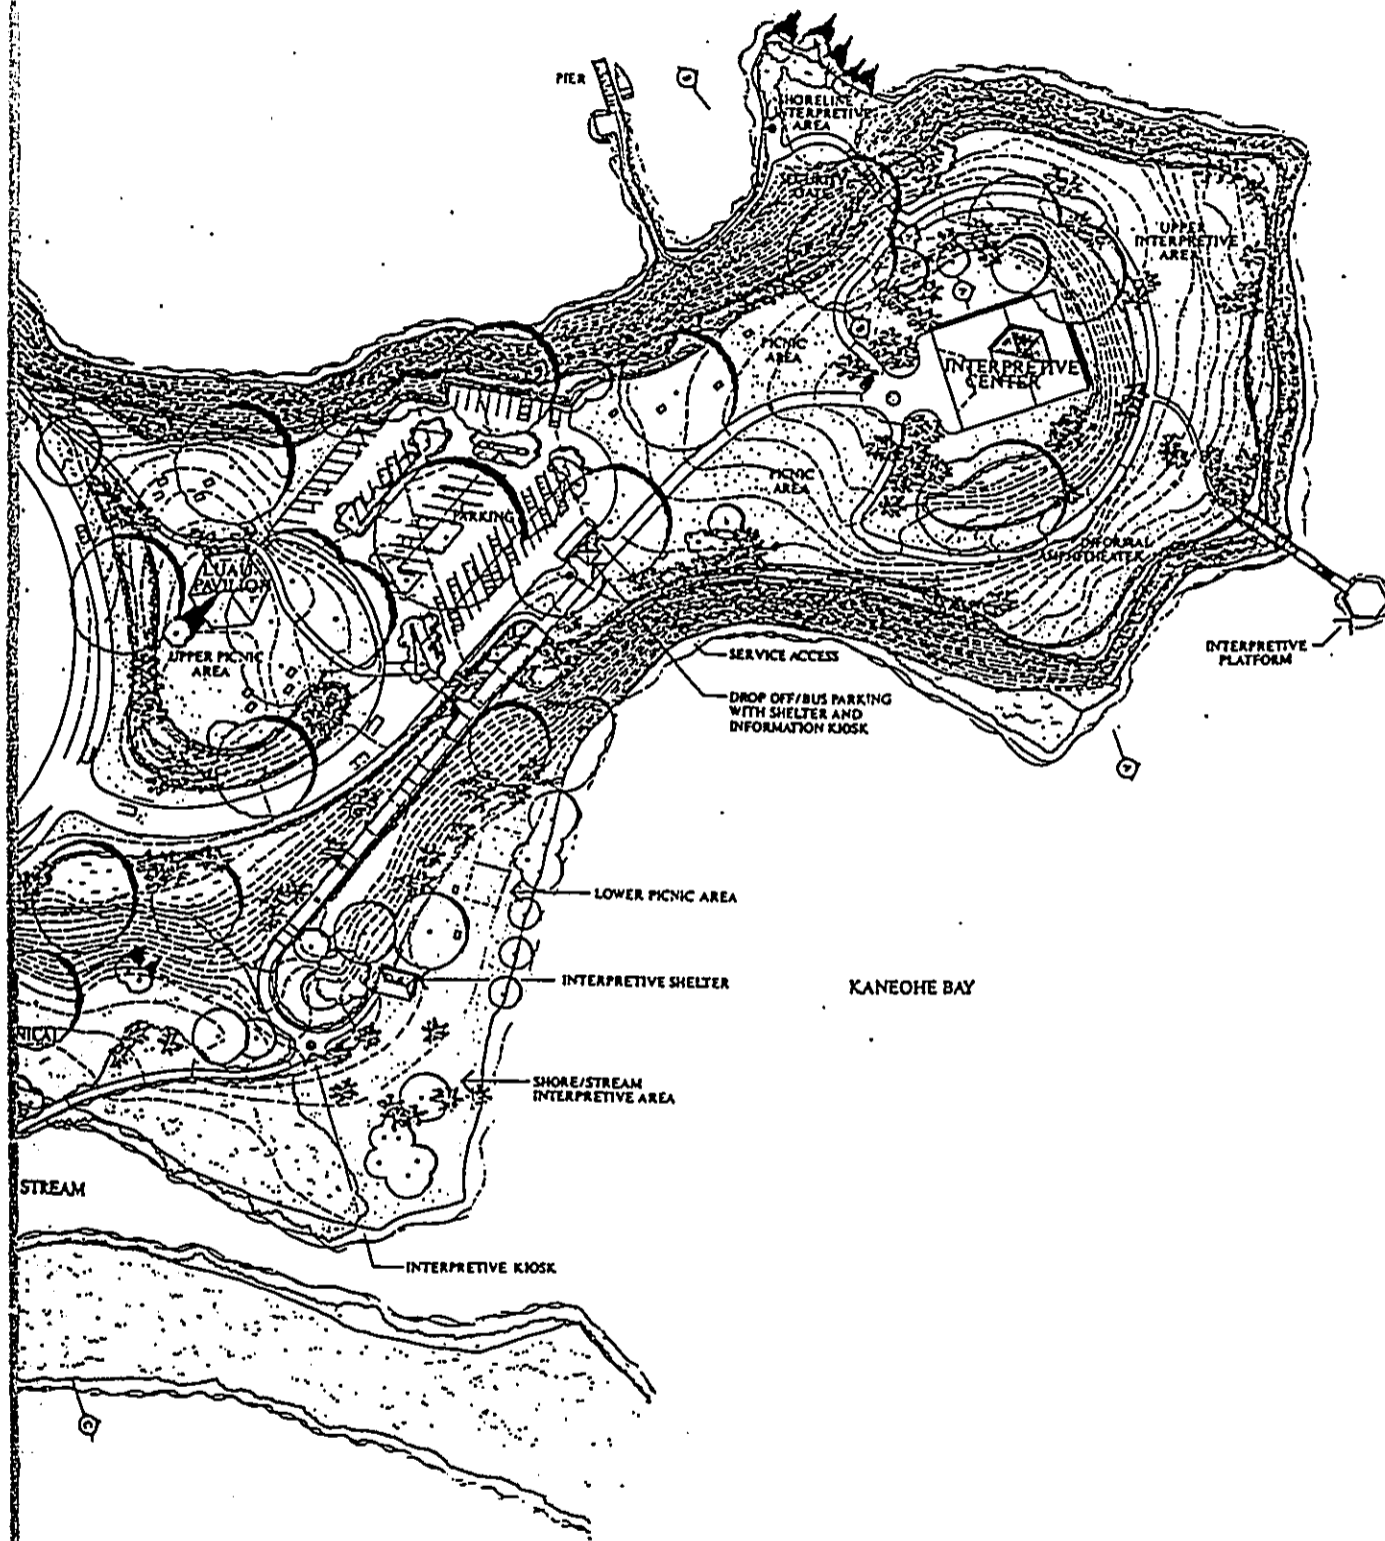 PIER
SHORELINE
INTERPRETIVE
AREA
SECURITY
GATE
UPPER
INTERPRETIVE
AREA
PICNIC
AREA
INTERPRETIVE
CENTER
PICNIC
AREA
PARKING
INFORMAL
AMPHITHEATER
LUAU
PAVILION
UPPER PICNIC
AREA
INTERPRETIVE
PLATFORM
SERVICE ACCESS
DROP OFF/BUS PARKING
WITH SHELTER AND
INFORMATION KIOSK
LOWER PICNIC AREA
INTERPRETIVE SHELTER
KANEOHE BAY
SHORE/STREAM
INTERPRETIVE AREA
STREAM
INTERPRETIVE KIOSK